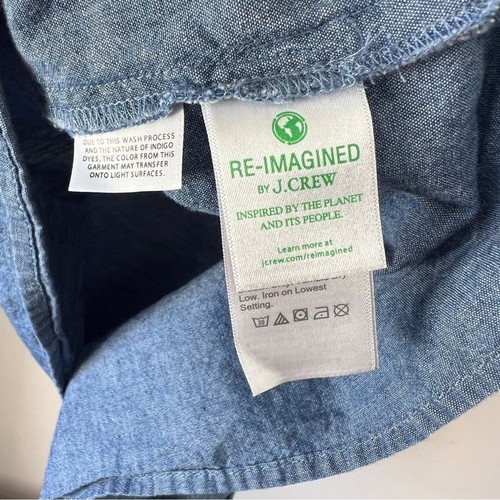 DUE TO THIS WASH PROCESS
AND THE NATURE OF INDIGO
DYES, THE COLOR FROM THIS
GARMENT MAY TRANSFER
ONTO LIGHT SURFACES.
RE-IMAGINED
BY J.CREW
INSPIRED BY THE PLANET
AND ITS PEOPLE.
Learn more at
jcrew.com/reimagined
Low. Iron on Lowest
Setting.